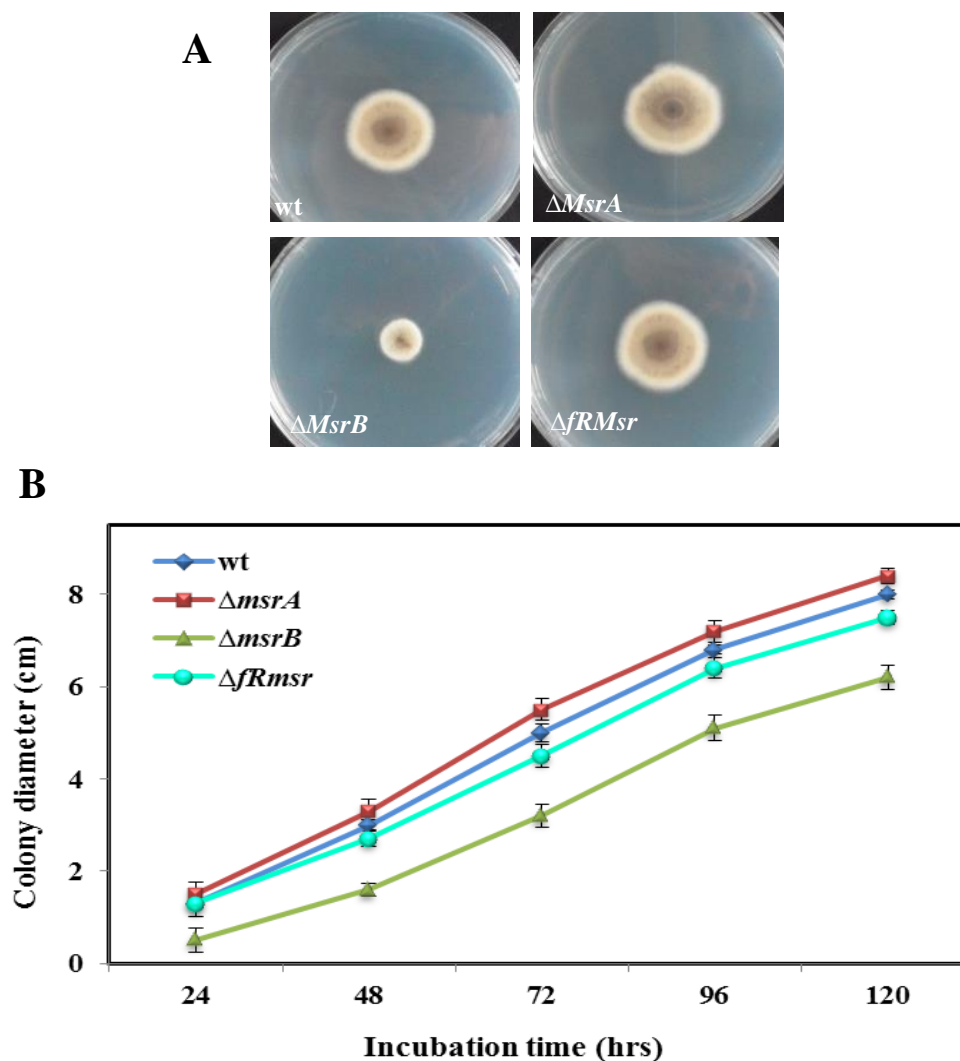 A
wt
ΔMsrA
ΔMsrB
ΔfRMsr
B
wt
ΔmsrA
ΔmsrB
ΔfRmsr
Colony diameter (cm)
8
6
4
2
0
24 48 72 96 120
Incubation time (hrs)